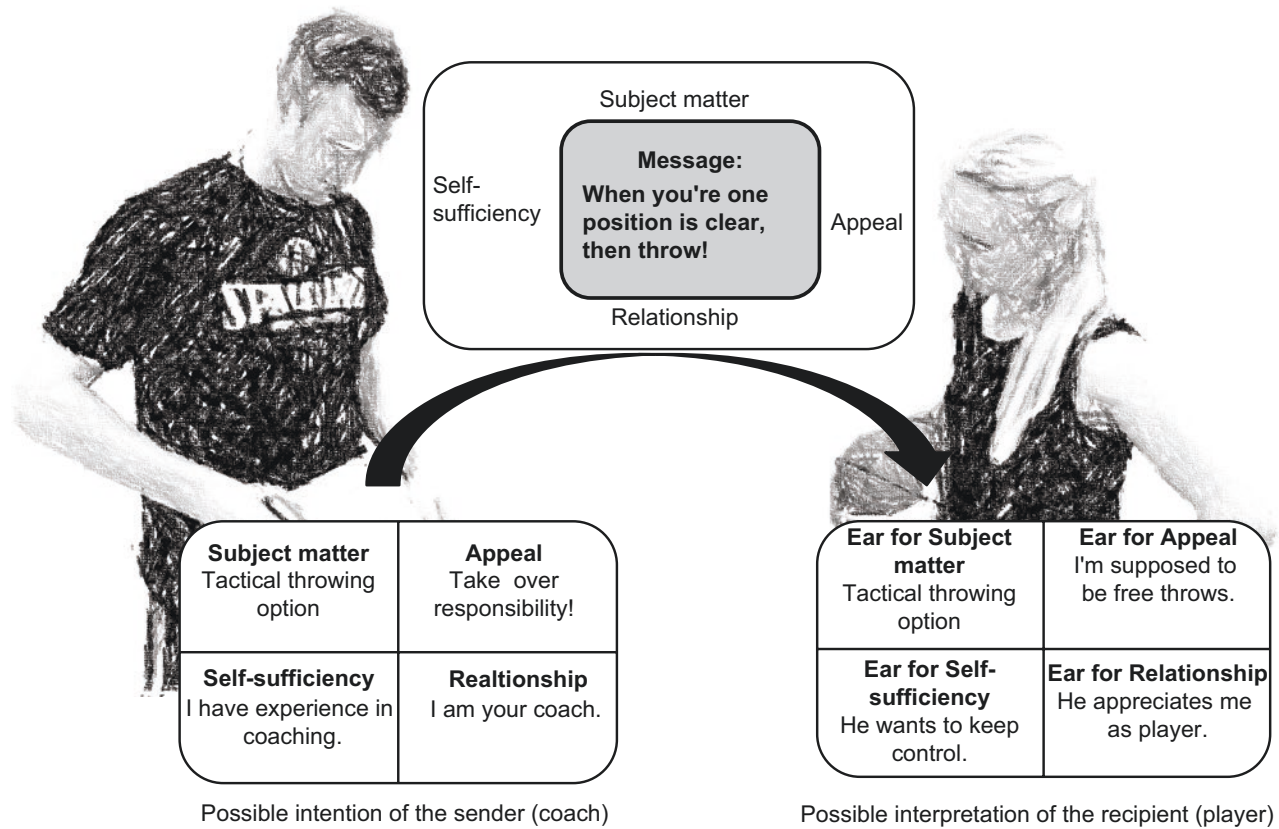 Subject matter
Message:
Self-
sufficiency
When you're one
position is clear,
then throw!
Appeal
Relationship
SPALDING
Subject matter
Tactical throwing
option
Appeal
Take over
responsibility!
Self-sufficiency
I have experience in
coaching.
Realtionship
I am your coach.
Ear for Subject
matter
Tactical throwing
option
Ear for Appeal
I'm supposed to
be free throws.
Ear for Self-
sufficiency
He wants to keep
control.
Ear for Relationship
He appreciates me
as player.
Possible intention of the sender (coach)
Possible interpretation of the recipient (player)